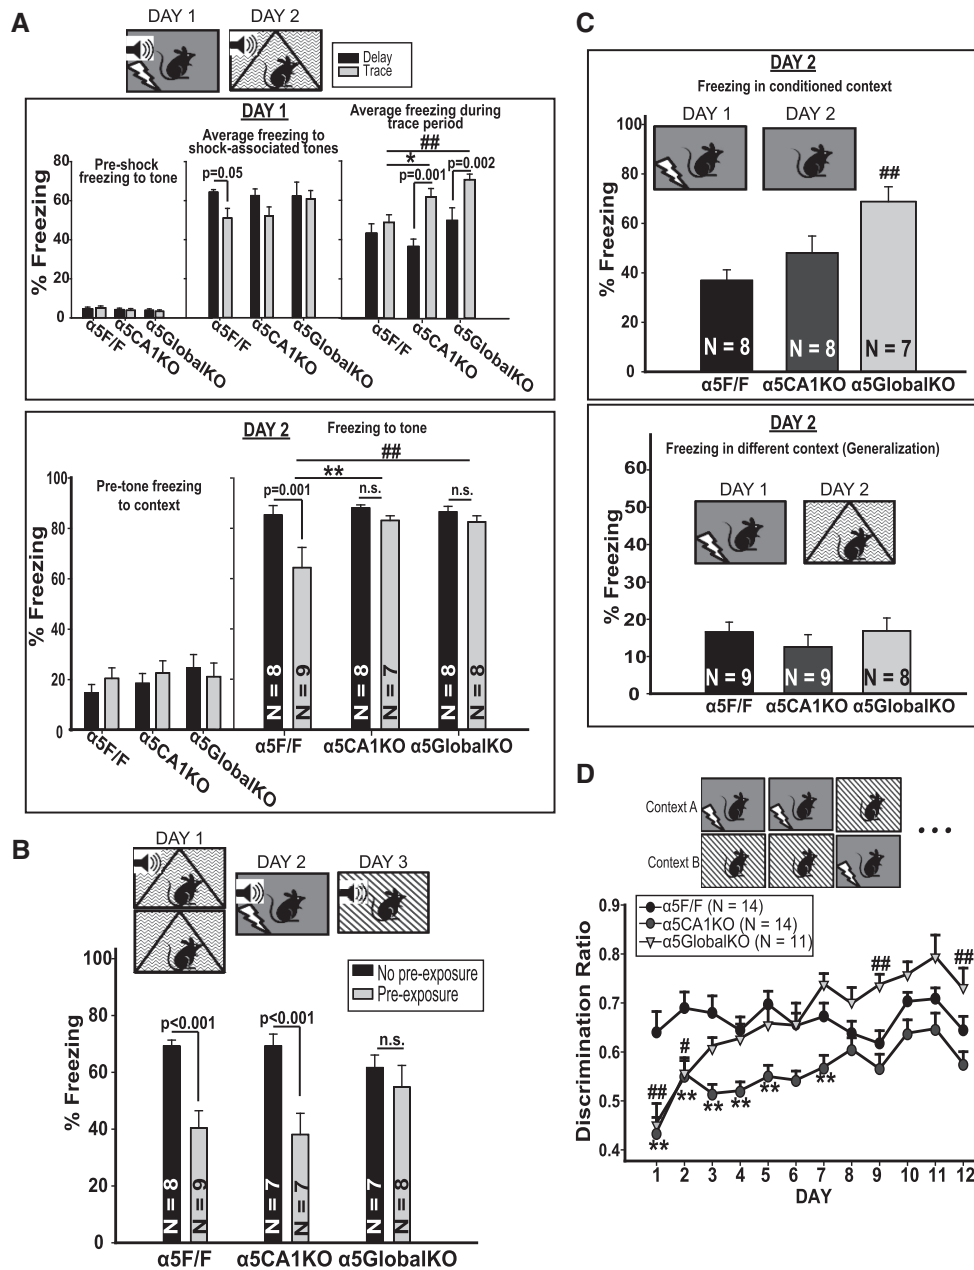 A
DAY 1
DAY 2
Delay
Trace
DAY 1
Pre-shock
freezing to tone
Average freezing to
shock-associated tones
Average freezing during
trace period
##
*
p=0.05
p=0.001
p=0.002
% Freezing
80
60
40
20
0
α5F/F
α5CA1KO
α5GlobalKO
α5F/F
α5CA1KO
α5GlobalKO
α5F/F
α5CA1KO
α5GlobalKO
DAY 2
Freezing to tone
Pre-tone freezing
to context
##
**
p=0.001
n.s.
n.s.
% Freezing
100
80
60
40
20
0
N = 8
N = 9
N = 8
N = 7
N = 8
N = 8
α5F/F
α5CA1KO
α5GlobalKO
α5F/F
α5CA1KO
α5GlobalKO
B
DAY 1
DAY 2
DAY 3
No pre-exposure
Pre-exposure
p<0.001
p<0.001
n.s.
% Freezing
100
80
60
40
20
0
N = 8
N = 9
N = 7
N = 7
N = 7
N = 8
α5F/F
α5CA1KO
α5GlobalKO
C
DAY 2
Freezing in conditioned context
DAY 1
DAY 2
##
% Freezing
100
80
60
40
20
0
N = 8
N = 8
N = 7
α5F/F
α5CA1KO
α5GlobalKO
DAY 2
Freezing in different context (Generalization)
DAY 1
DAY 2
% Freezing
60
50
40
30
20
10
0
N = 9
N = 9
N = 8
α5F/F
α5CA1KO
α5GlobalKO
D
Context A
Context B
...
α5F/F (N = 14)
α5CA1KO (N = 14)
α5GlobalKO (N = 11)
Discrimination Ratio
0.9
0.8
0.7
0.6
0.5
0.4
##
#
##
##
**
**
**
**
**
**
1 2 3 4 5 6 7 8 9 10 11 12
DAY